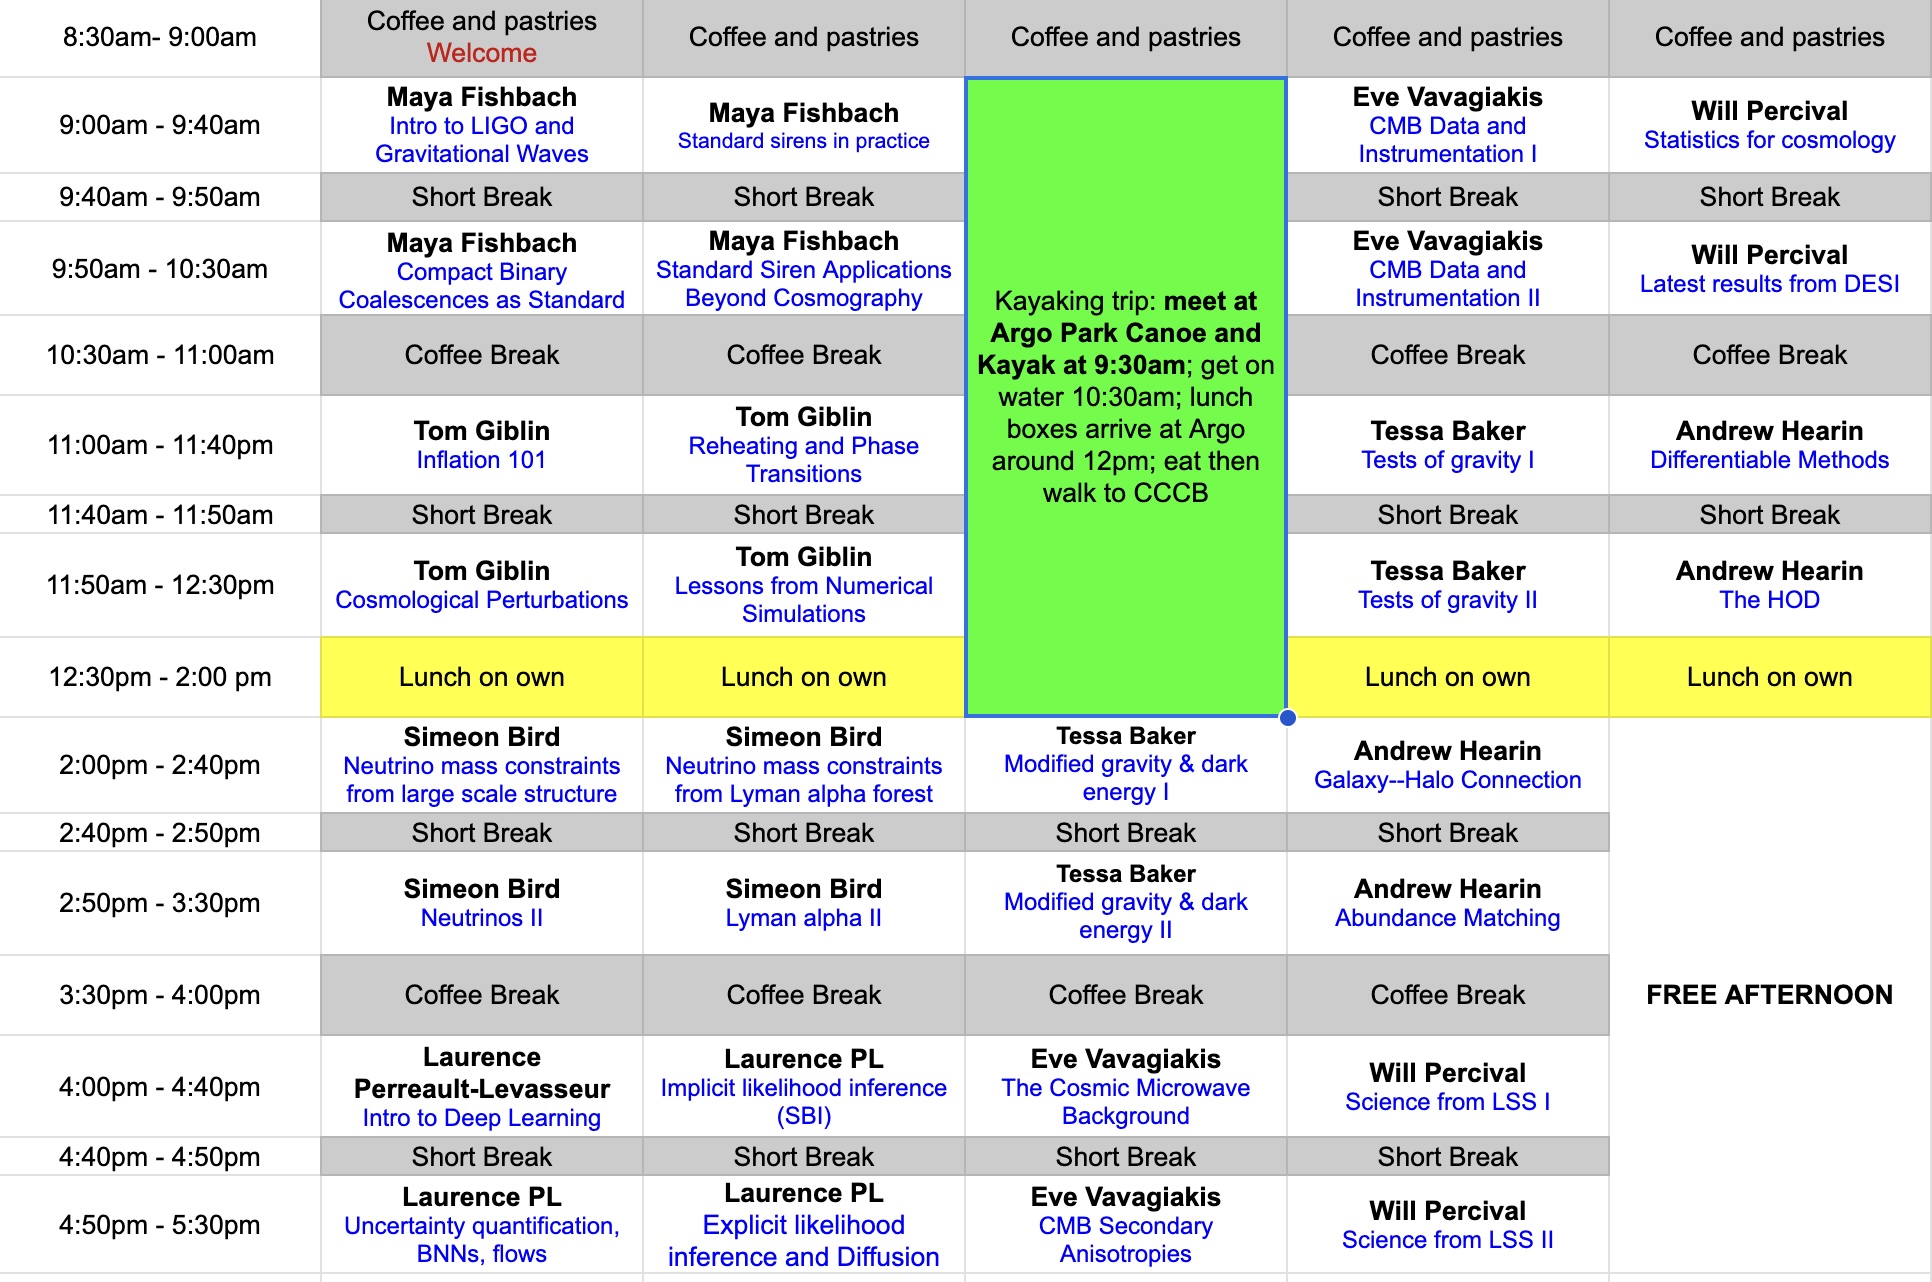 8:30am- 9:00am
Coffee and pastries
Welcome
Coffee and pastries
Coffee and pastries
Coffee and pastries
Coffee and pastries
9:00am - 9:40am
Maya Fishbach
Intro to LIGO and
Gravitational Waves
Maya Fishbach
Standard sirens in practice
Kayaking trip: meet at
Argo Park Canoe and
Kayak at 9:30am; get on
water 10:30am; lunch
boxes arrive at Argo
around 12pm; eat then
walk to CCCB
Eve Vavagiakis
CMB Data and
Instrumentation I
Will Percival
Statistics for cosmology
9:40am - 9:50am
Short Break
Short Break
Short Break
Short Break
9:50am - 10:30am
Maya Fishbach
Compact Binary
Coalescences as Standard
Maya Fishbach
Standard Siren Applications
Beyond Cosmography
Eve Vavagiakis
CMB Data and
Instrumentation II
Will Percival
Latest results from DESI
10:30am - 11:00am
Coffee Break
Coffee Break
Coffee Break
Coffee Break
11:00am - 11:40pm
Tom Giblin
Inflation 101
Tom Giblin
Reheating and Phase
Transitions
Tessa Baker
Tests of gravity I
Andrew Hearin
Differentiable Methods
11:40am - 11:50am
Short Break
Short Break
Short Break
Short Break
11:50am - 12:30pm
Tom Giblin
Cosmological Perturbations
Tom Giblin
Lessons from Numerical
Simulations
Tessa Baker
Tests of gravity II
Andrew Hearin
The HOD
12:30pm - 2:00 pm
Lunch on own
Lunch on own
Lunch on own
Lunch on own
2:00pm - 2:40pm
Simeon Bird
Neutrino mass constraints
from large scale structure
Simeon Bird
Neutrino mass constraints
from Lyman alpha forest
Tessa Baker
Modified gravity & dark
energy I
Andrew Hearin
Galaxy--Halo Connection
2:40pm - 2:50pm
Short Break
Short Break
Short Break
Short Break
2:50pm - 3:30pm
Simeon Bird
Neutrinos II
Simeon Bird
Lyman alpha II
Tessa Baker
Modified gravity & dark
energy II
Andrew Hearin
Abundance Matching
3:30pm - 4:00pm
Coffee Break
Coffee Break
Coffee Break
Coffee Break
FREE AFTERNOON
4:00pm - 4:40pm
Laurence
Perreault-Levasseur
Intro to Deep Learning
Laurence PL
Implicit likelihood inference
(SBI)
Eve Vavagiakis
The Cosmic Microwave
Background
Will Percival
Science from LSS I
4:40pm - 4:50pm
Short Break
Short Break
Short Break
Short Break
4:50pm - 5:30pm
Laurence PL
Uncertainty quantification,
BNNs, flows
Laurence PL
Explicit likelihood
inference and Diffusion
Eve Vavagiakis
CMB Secondary
Anisotropies
Will Percival
Science from LSS II